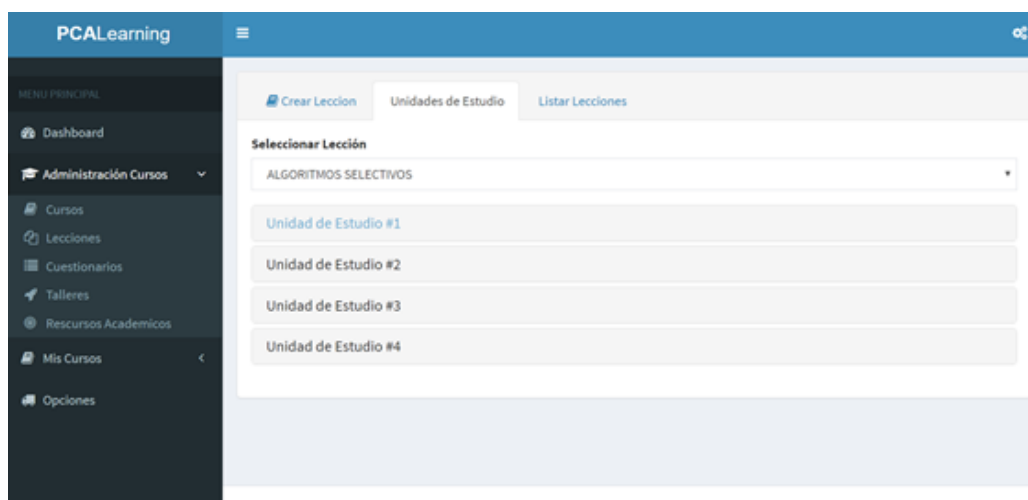 PCALearning
MENU PRINCIPAL
Dashboard
Administración Cursos
Cursos
Lecciones
Cuestionarios
Talleres
Rescursos Academicos
Mis Cursos
Opciones
Crear Leccion
Unidades de Estudio
Listar Lecciones
Seleccionar Lección
ALGORITMOS SELECTIVOS
Unidad de Estudio #1
Unidad de Estudio #2
Unidad de Estudio #3
Unidad de Estudio #4